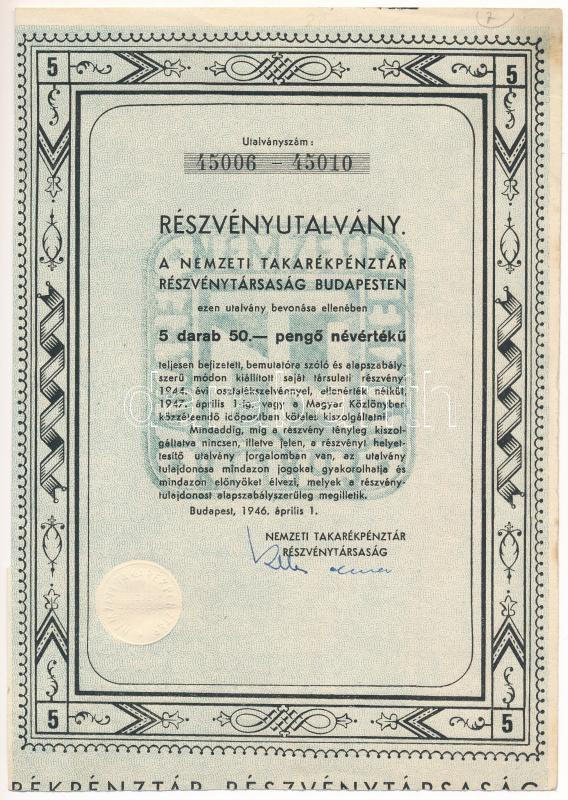 7
5 5
Utalványszám:
45006 - 45010
RÉSZVÉNYUTALVÁNY.
A NEMZETI TAKARÉKPÉNZTÁR
RÉSZVÉNYTÁRSASÁG BUDAPESTEN
ezen utalvány bevonása ellenében
5 darab 50.— pengő névértékű
teljesen befizetett, bemutatóra szóló és alapszabály-
szerű módon kiállított saját társulati részvényt
évi osztalékszelvénnyel, ellenérték nélkül,
1947. április 1-ig, vagy a Magyar Közlönyben
közzéteendő időpontban köteles kiszolgáltatni.
Mindaddig, míg a részvény tényleg kiszol-
gáltatva nincsen, illetve jelen, a részvényt helyet-
tesítő utalvány forgalomban van, az utalvány
tulajdonosa mindazon jogokat gyakorolhatja és
mindazon előnyöket élvezi, melyek a részvény-
tulajdonost alapszabályszerűleg megilletik.
Budapest, 1946. április 1.
NEMZETI TAKARÉKPÉNZTÁR
RÉSZVÉNYTÁRSASÁG
5 5
RÉKPÉNZTÁR RÉSZVÉNYTÁRSASÁG